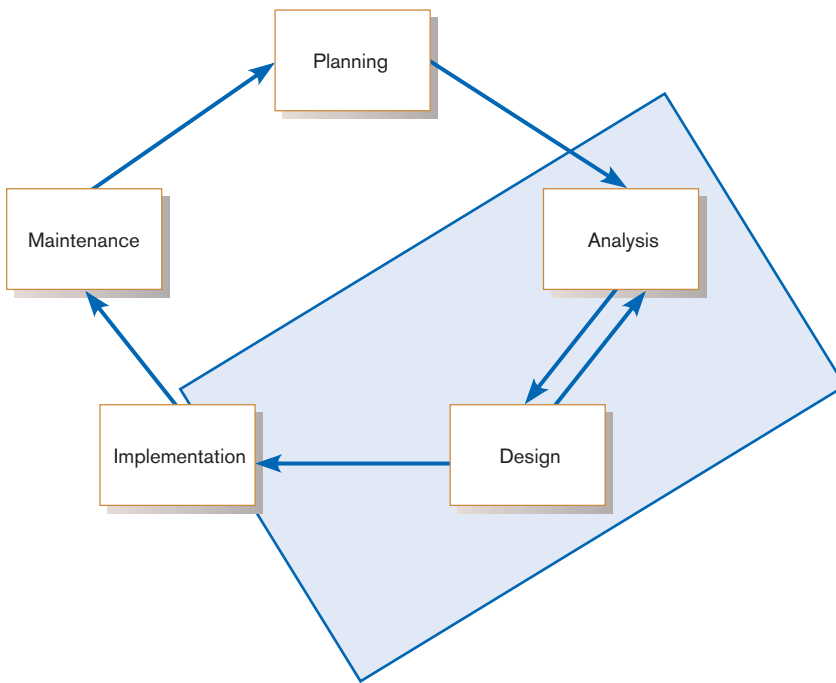 Planning
Maintenance
Analysis
Implementation
Design